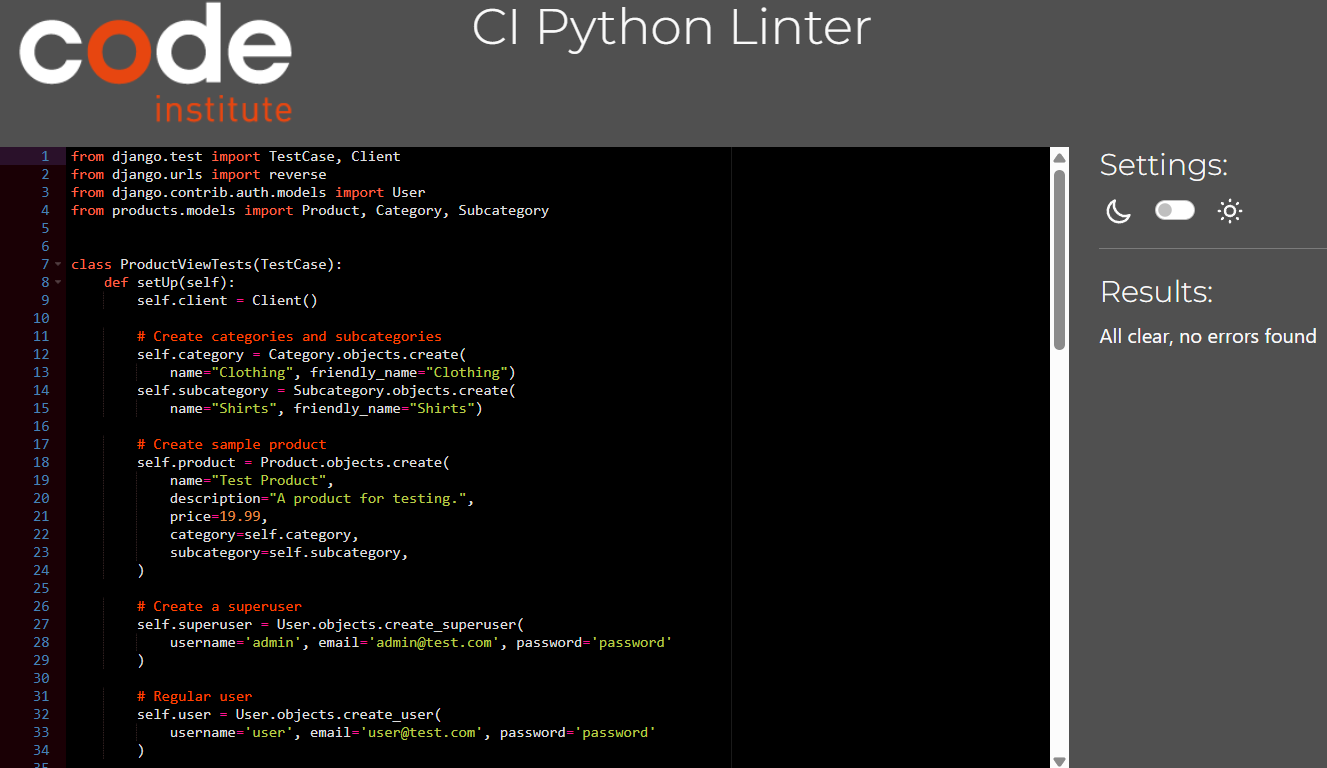 code
institute
CI Python Linter
1 from django.test import TestCase, Client
2 from django.urls import reverse
3 from django.contrib.auth.models import User
4 from products.models import Product, Category, Subcategory
5
6
7 class ProductViewTests(TestCase):
8     def setUp(self):
9         self.client = Client()
10
11         # Create categories and subcategories
12         self.category = Category.objects.create(
13             name="Clothing", friendly_name="Clothing")
14         self.subcategory = Subcategory.objects.create(
15             name="Shirts", friendly_name="Shirts")
16
17         # Create sample product
18         self.product = Product.objects.create(
19             name="Test Product",
20             description="A product for testing.",
21             price=19.99,
22             category=self.category,
23             subcategory=self.subcategory,
24         )
25
26         # Create a superuser
27         self.superuser = User.objects.create_superuser(
28             username='admin', email='admin@test.com', password='password'
29         )
30
31         # Regular user
32         self.user = User.objects.create_user(
33             username='user', email='user@test.com', password='password'
34         )
35
Settings:
Results:
All clear, no errors found